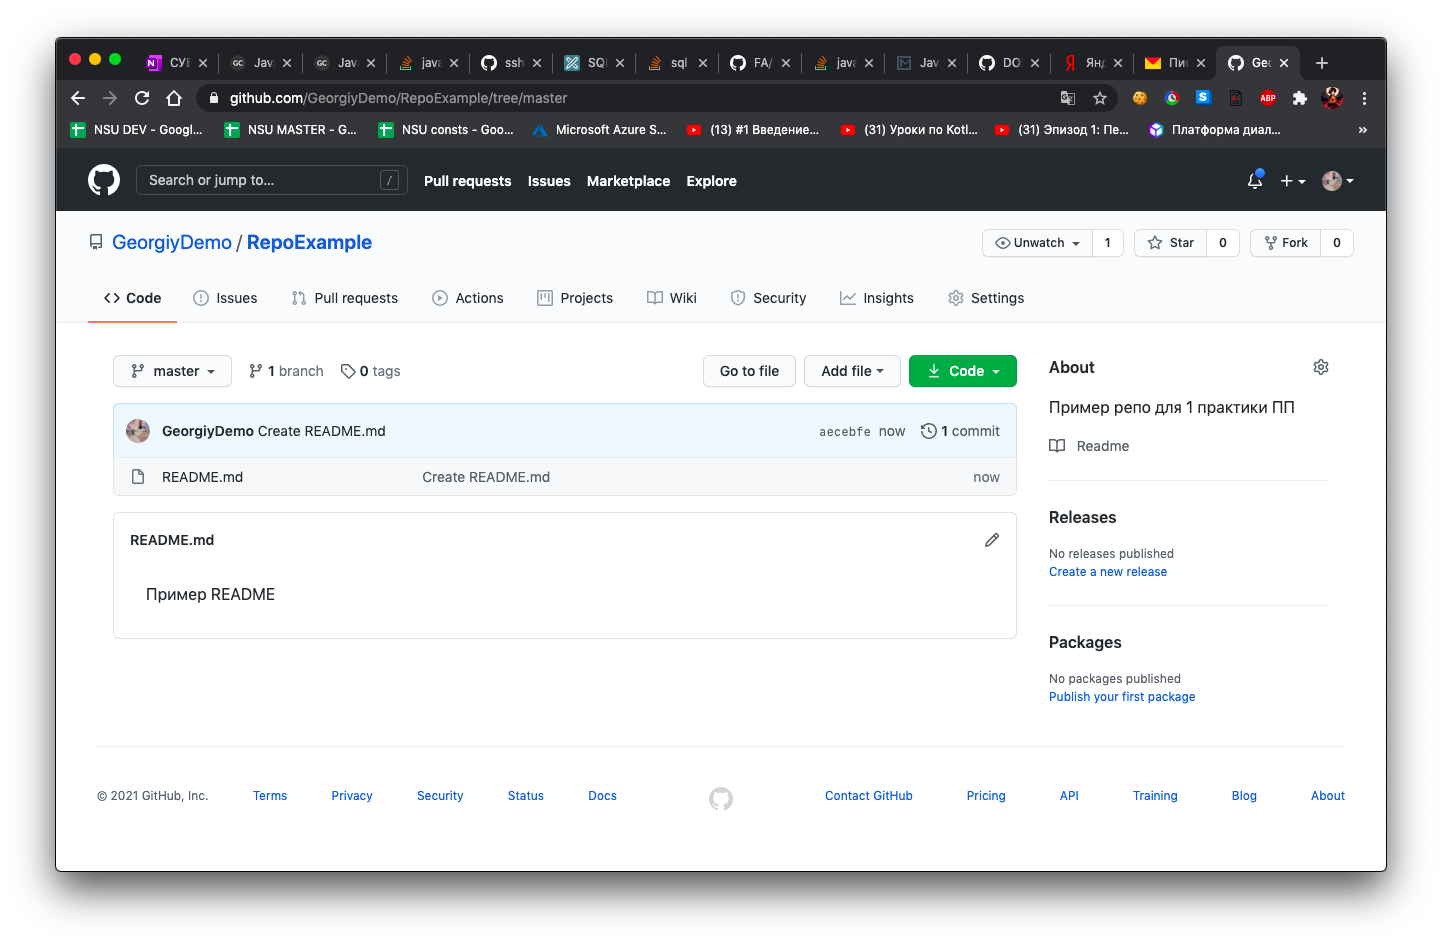 СУБ Jav Jav java ssh SQL sql FA/ java Jav DO Янд Пис Geo
github.com/GeorgiyDemo/RepoExample/tree/master
NSU DEV - Googl... NSU MASTER - G... NSU consts - Goo... Microsoft Azure S... (13) #1 Введение... (31) Уроки по Kotl... (31) Эпизод 1: Пе... Платформа диал... »
Search or jump to... / Pull requests Issues Marketplace Explore
GeorgiyDemo / RepoExample Unwatch 1 Star 0 Fork 0
Code Issues Pull requests Actions Projects Wiki Security Insights Settings
master 1 branch 0 tags Go to file Add file Code
GeorgiyDemo Create README.md aecebfe now 1 commit
README.md Create README.md now
README.md
Пример README
About
Пример репо для 1 практики ПП
Readme
Releases
No releases published
Create a new release
Packages
No packages published
Publish your first package
© 2021 GitHub, Inc. Terms Privacy Security Status Docs Contact GitHub Pricing API Training Blog About